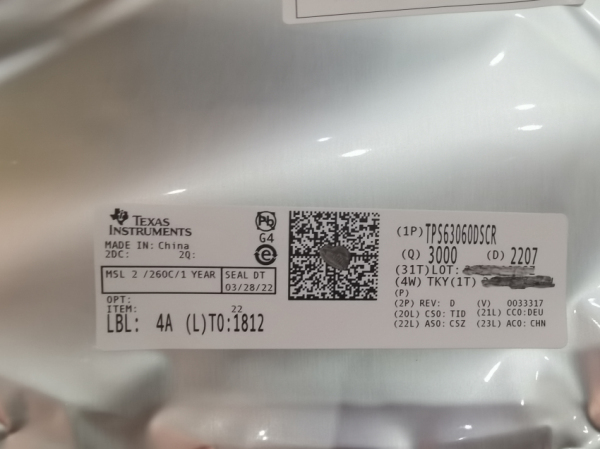 TEXAS
INSTRUMENTS
MADE IN: China
2DC: 2Q:
Pb
G4
e
MSL 2 /260C/1 YEAR
SEAL DT
03/28/22
OPT:
ITEM: 22
LBL: 4A (L)TO:1812
(1P) TPS63060DSCR
(Q) 3000 (D) 2207
(31T) LOT:
(4W) TKY(1T)
(P)
(2P) REV: D (V) 0033317
(20L) CSO: TID (21L) CCO:DEU
(22L) ASO: CSZ (23L) ACO: CHN